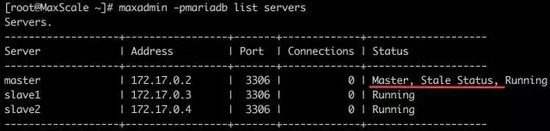 [root@MaxScale ~]# maxadmin -pmariadb list servers
Servers.
-------------------+-----------------+-------+-------------+--------------------
Server | Address | Port | Connections | Status
-------------------+-----------------+-------+-------------+--------------------
master | 172.17.0.2 | 3306 | 0 | Master, Stale Status, Running
slave1 | 172.17.0.3 | 3306 | 0 | Running
slave2 | 172.17.0.4 | 3306 | 0 | Running
-------------------+-----------------+-------+-------------+--------------------